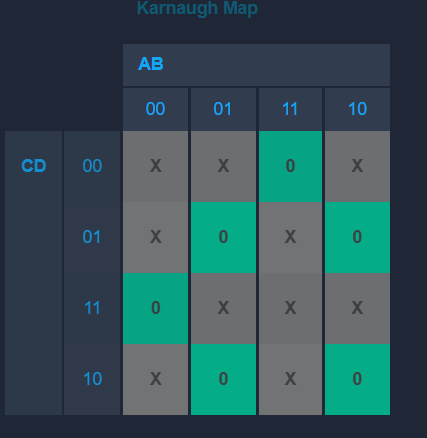 Karnaugh Map
AB
00 01 11 10
CD 00 X X 0 X
01 X 0 X 0
11 0 X X X
10 X 0 X 0